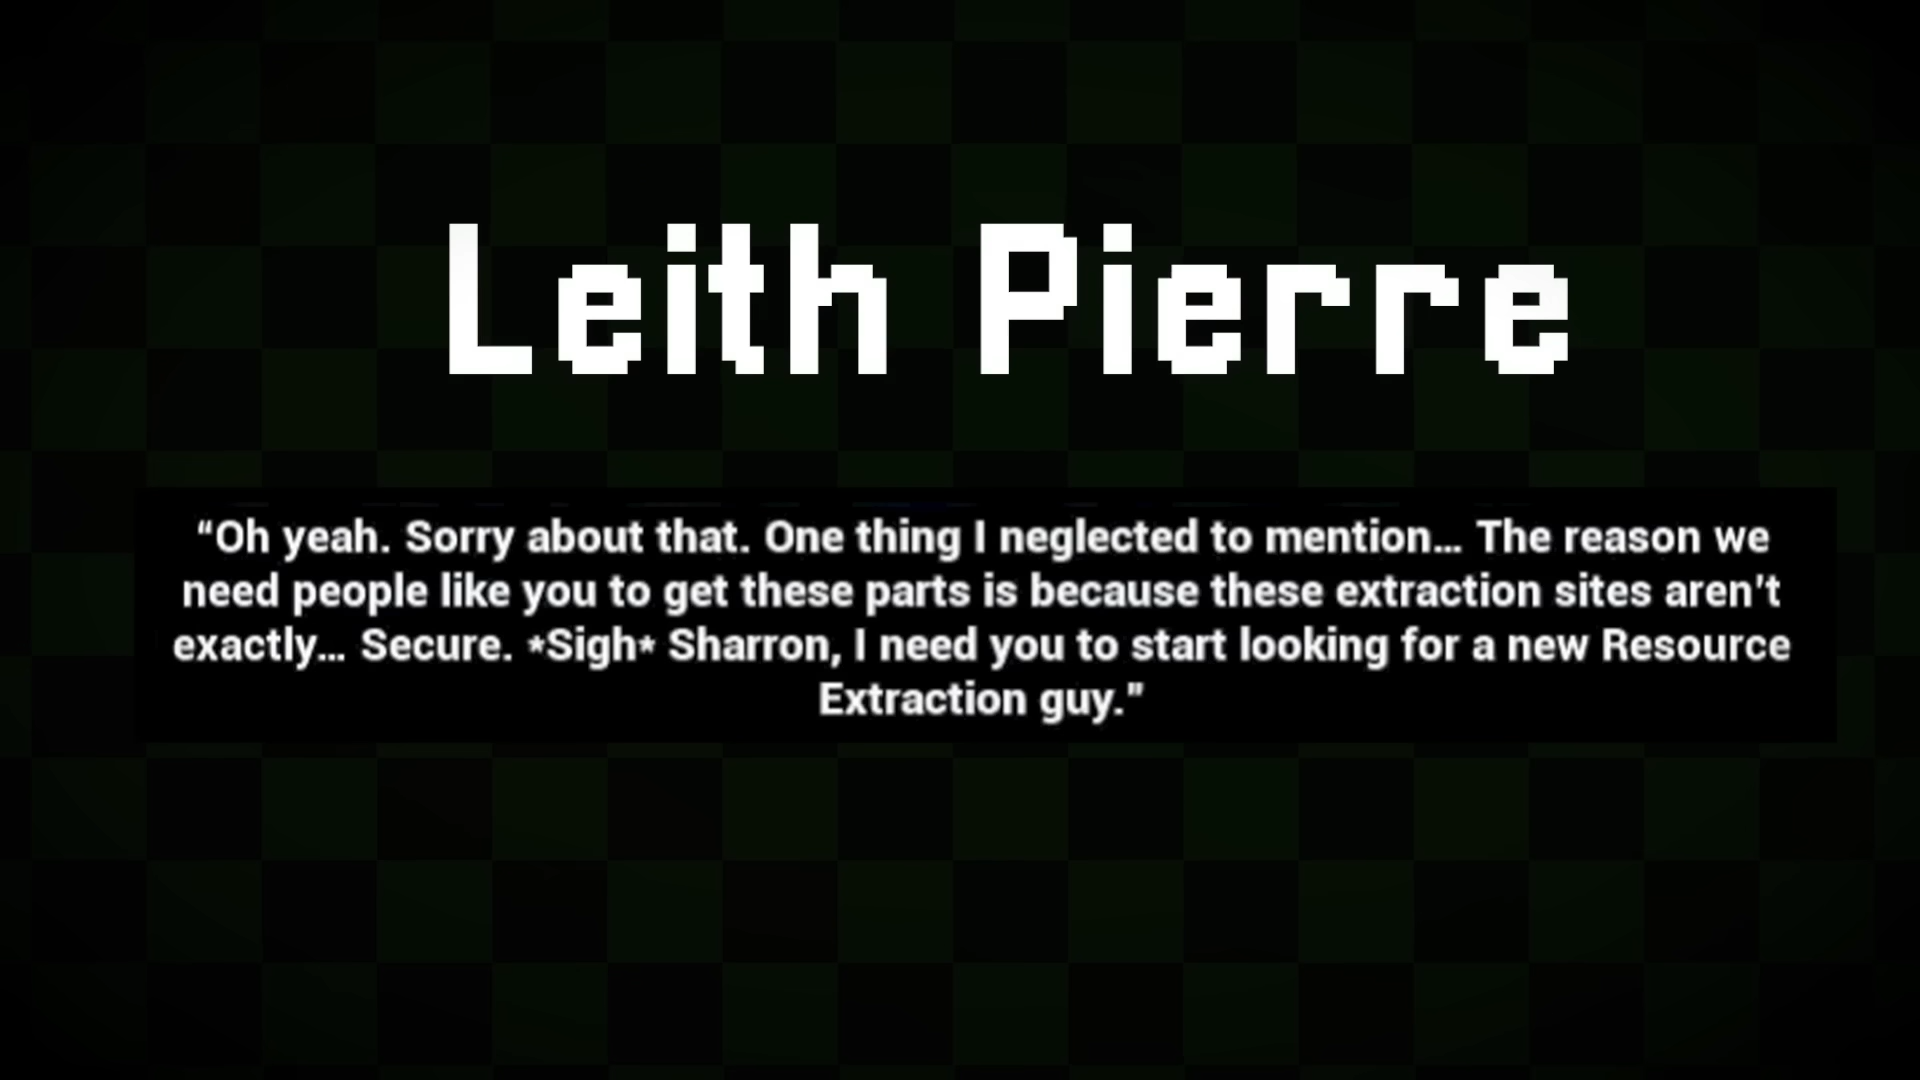 Leith Pierre
“Oh yeah. Sorry about that. One thing I neglected to mention... The reason we
need people like you to get these parts is because these extraction sites aren't
exactly... Secure. *Sigh* Sharron, I need you to start looking for a new Resource
Extraction guy.”